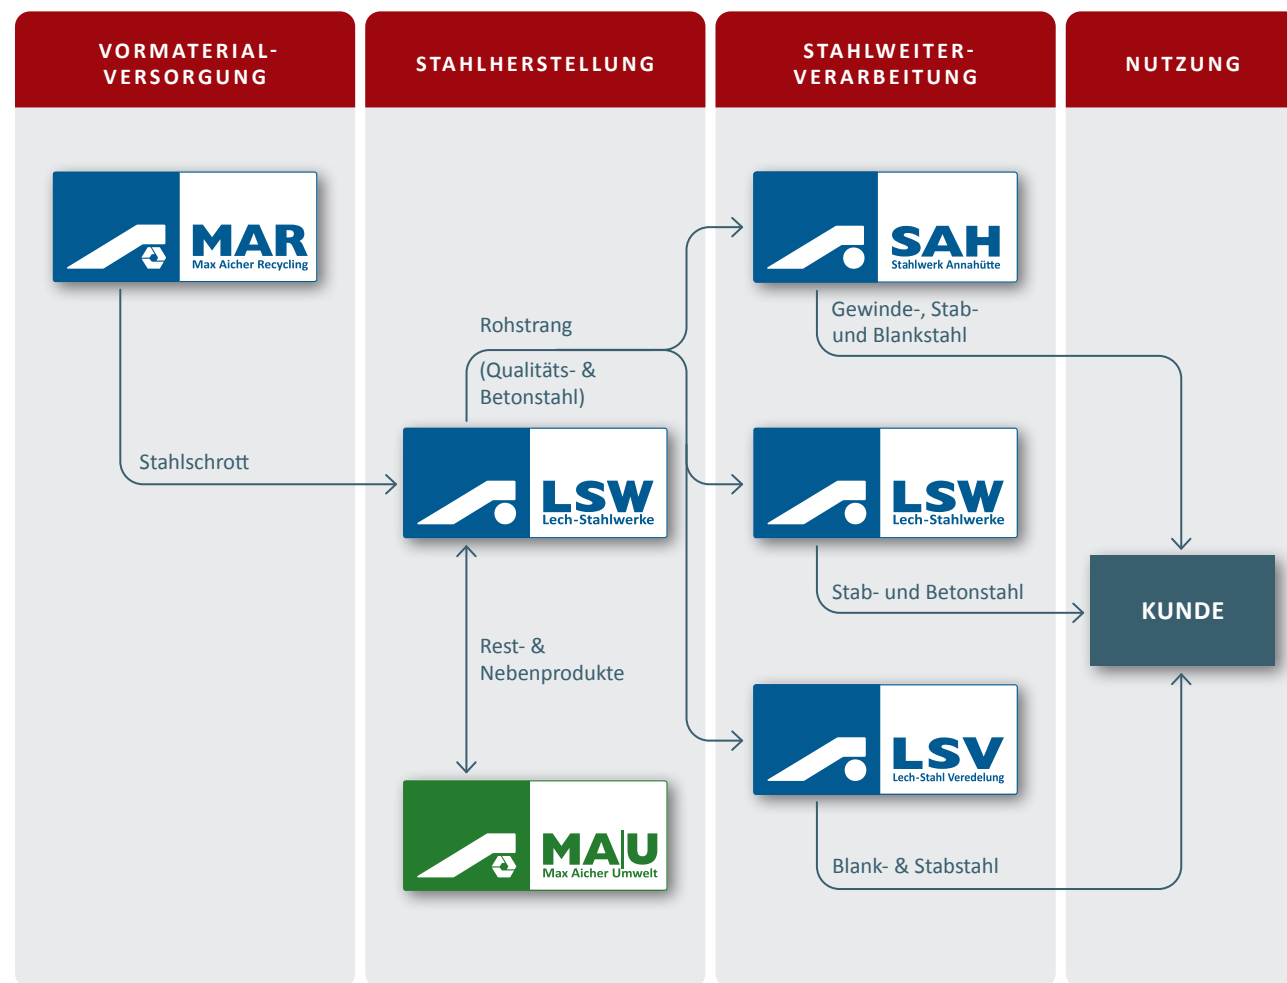 VORMATERIAL-
VERSORGUNG
STAHLHERSTELLUNG
STAHLWEITER-
VERARBEITUNG
NUTZUNG
MAR
Max Aicher Recycling
Stahlschrott
Rohstrang
(Qualitäts- &
Betonstahl)
LSW
Lech-Stahlwerke
Rest- &
Nebenprodukte
MA|U
Max Aicher Umwelt
SAH
Stahlwerk Annahütte
Gewinde-, Stab-
und Blankstahl
LSW
Lech-Stahlwerke
Stab- und Betonstahl
LSV
Lech-Stahl Veredelung
Blank- & Stabstahl
KUNDE